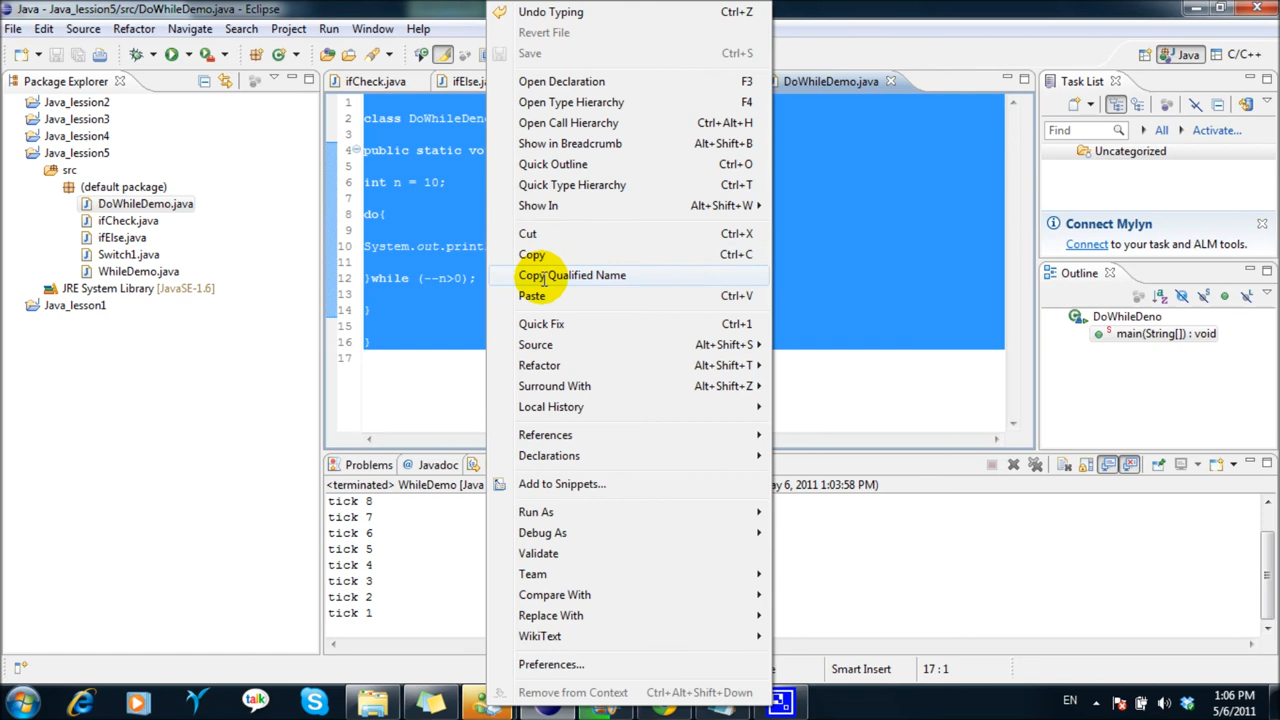 Java - Java_lession5/src/DoWhileDemo.java - Eclipse
File Edit Source Refactor Navigate Search Project Run Window Help
Java
C/C++
Package Explorer
Java_lession2
Java_lession3
Java_lession4
Java_lession5
src
(default package)
DoWhileDemo.java
ifCheck.java
ifElse.java
Switch1.java
WhileDemo.java
JRE System Library [JavaSE-1.6]
Java_lesson1
ifCheck.java
ifElse.ja
DoWhileDemo.java
1
2 class DoWhileDen
3
4 public static vo
5
6 int n = 10;
7
8 do{
9
10 System.out.printl
11
12 }while (--n>0);
13
14 }
15
16 }
17
Undo Typing Ctrl+Z
Revert File
Save Ctrl+S
Open Declaration F3
Open Type Hierarchy F4
Open Call Hierarchy Ctrl+Alt+H
Show in Breadcrumb Alt+Shift+B
Quick Outline Ctrl+O
Quick Type Hierarchy Ctrl+T
Show In Alt+Shift+W
Cut Ctrl+X
Copy Ctrl+C
Copy Qualified Name
Paste Ctrl+V
Quick Fix Ctrl+1
Source Alt+Shift+S
Refactor Alt+Shift+T
Surround With Alt+Shift+Z
Local History
References
Declarations
Add to Snippets...
Run As
Debug As
Validate
Team
Compare With
Replace With
WikiText
Preferences...
Remove from Context Ctrl+Alt+Shift+Down
Task List
Find All Activate...
Uncategorized
Connect Mylyn
Connect to your task and ALM tools.
Outline
DoWhileDeno
main(String[]) : void
Problems
Javadoc
<terminated> WhileDemo [Java
y 6, 2011 1:03:58 PM)
tick 8
tick 7
tick 6
tick 5
tick 4
tick 3
tick 2
tick 1
Smart Insert
17 : 1
talk
EN
1:06 PM
5/6/2011